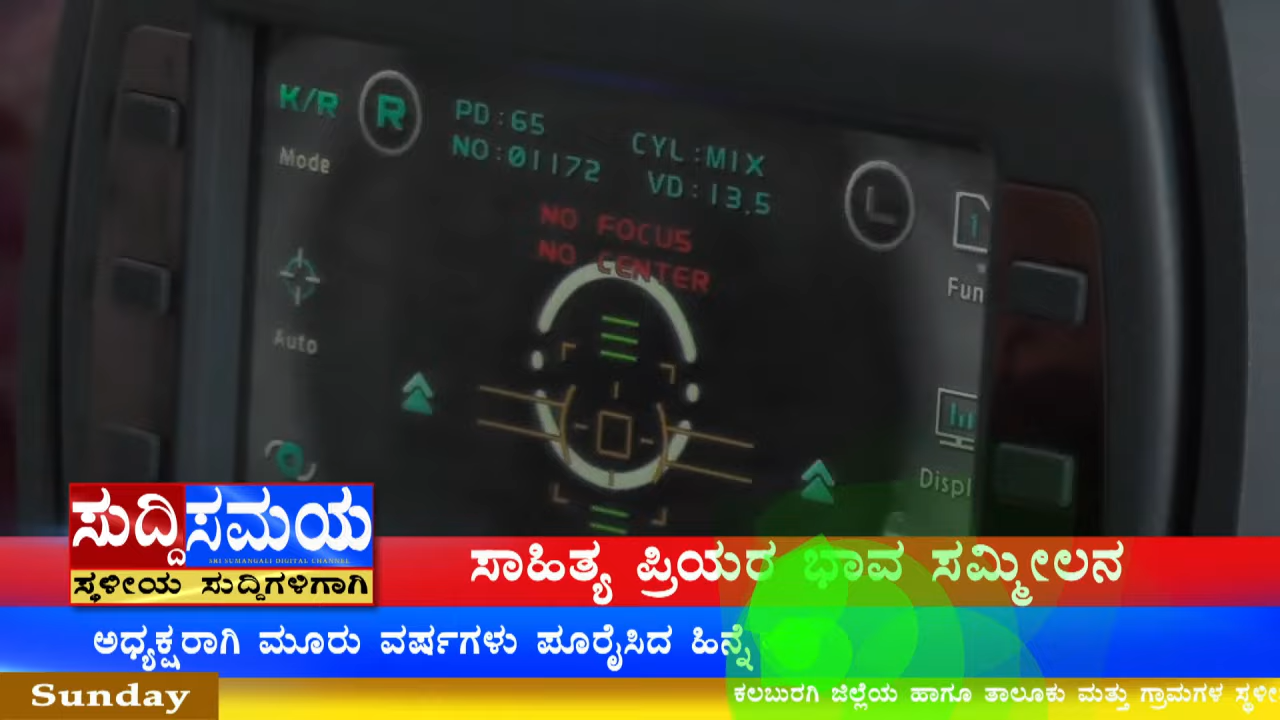 K/R R PD:65 CYL:MIX L 1
Mode NO:01172 VD:13.5
NO FOCUS
NO CENTER
Fun
Auto
Displ
ಸುದ್ದಿ ಸಮಯ
SRI SUMANGALI DIGITAL CHANNEL
ಸ್ಥಳೀಯ ಸುದ್ದಿಗಳಿಗಾಗಿ
ಸಾಹಿತ್ಯ ಪ್ರಿಯರ ಭಾವ ಸಮ್ಮೀಲನ
ಅಧ್ಯಕ್ಷರಾಗಿ ಮೂರು ವರ್ಷಗಳು ಪೂರೈಸಿದ ಹಿನ್ನೆ
Sunday
ಕಲಬುರಗಿ ಜಿಲ್ಲೆಯ ಹಾಗೂ ತಾಲೂಕು ಮತ್ತು ಗ್ರಾಮಗಳ ಸ್ಥಳೀ